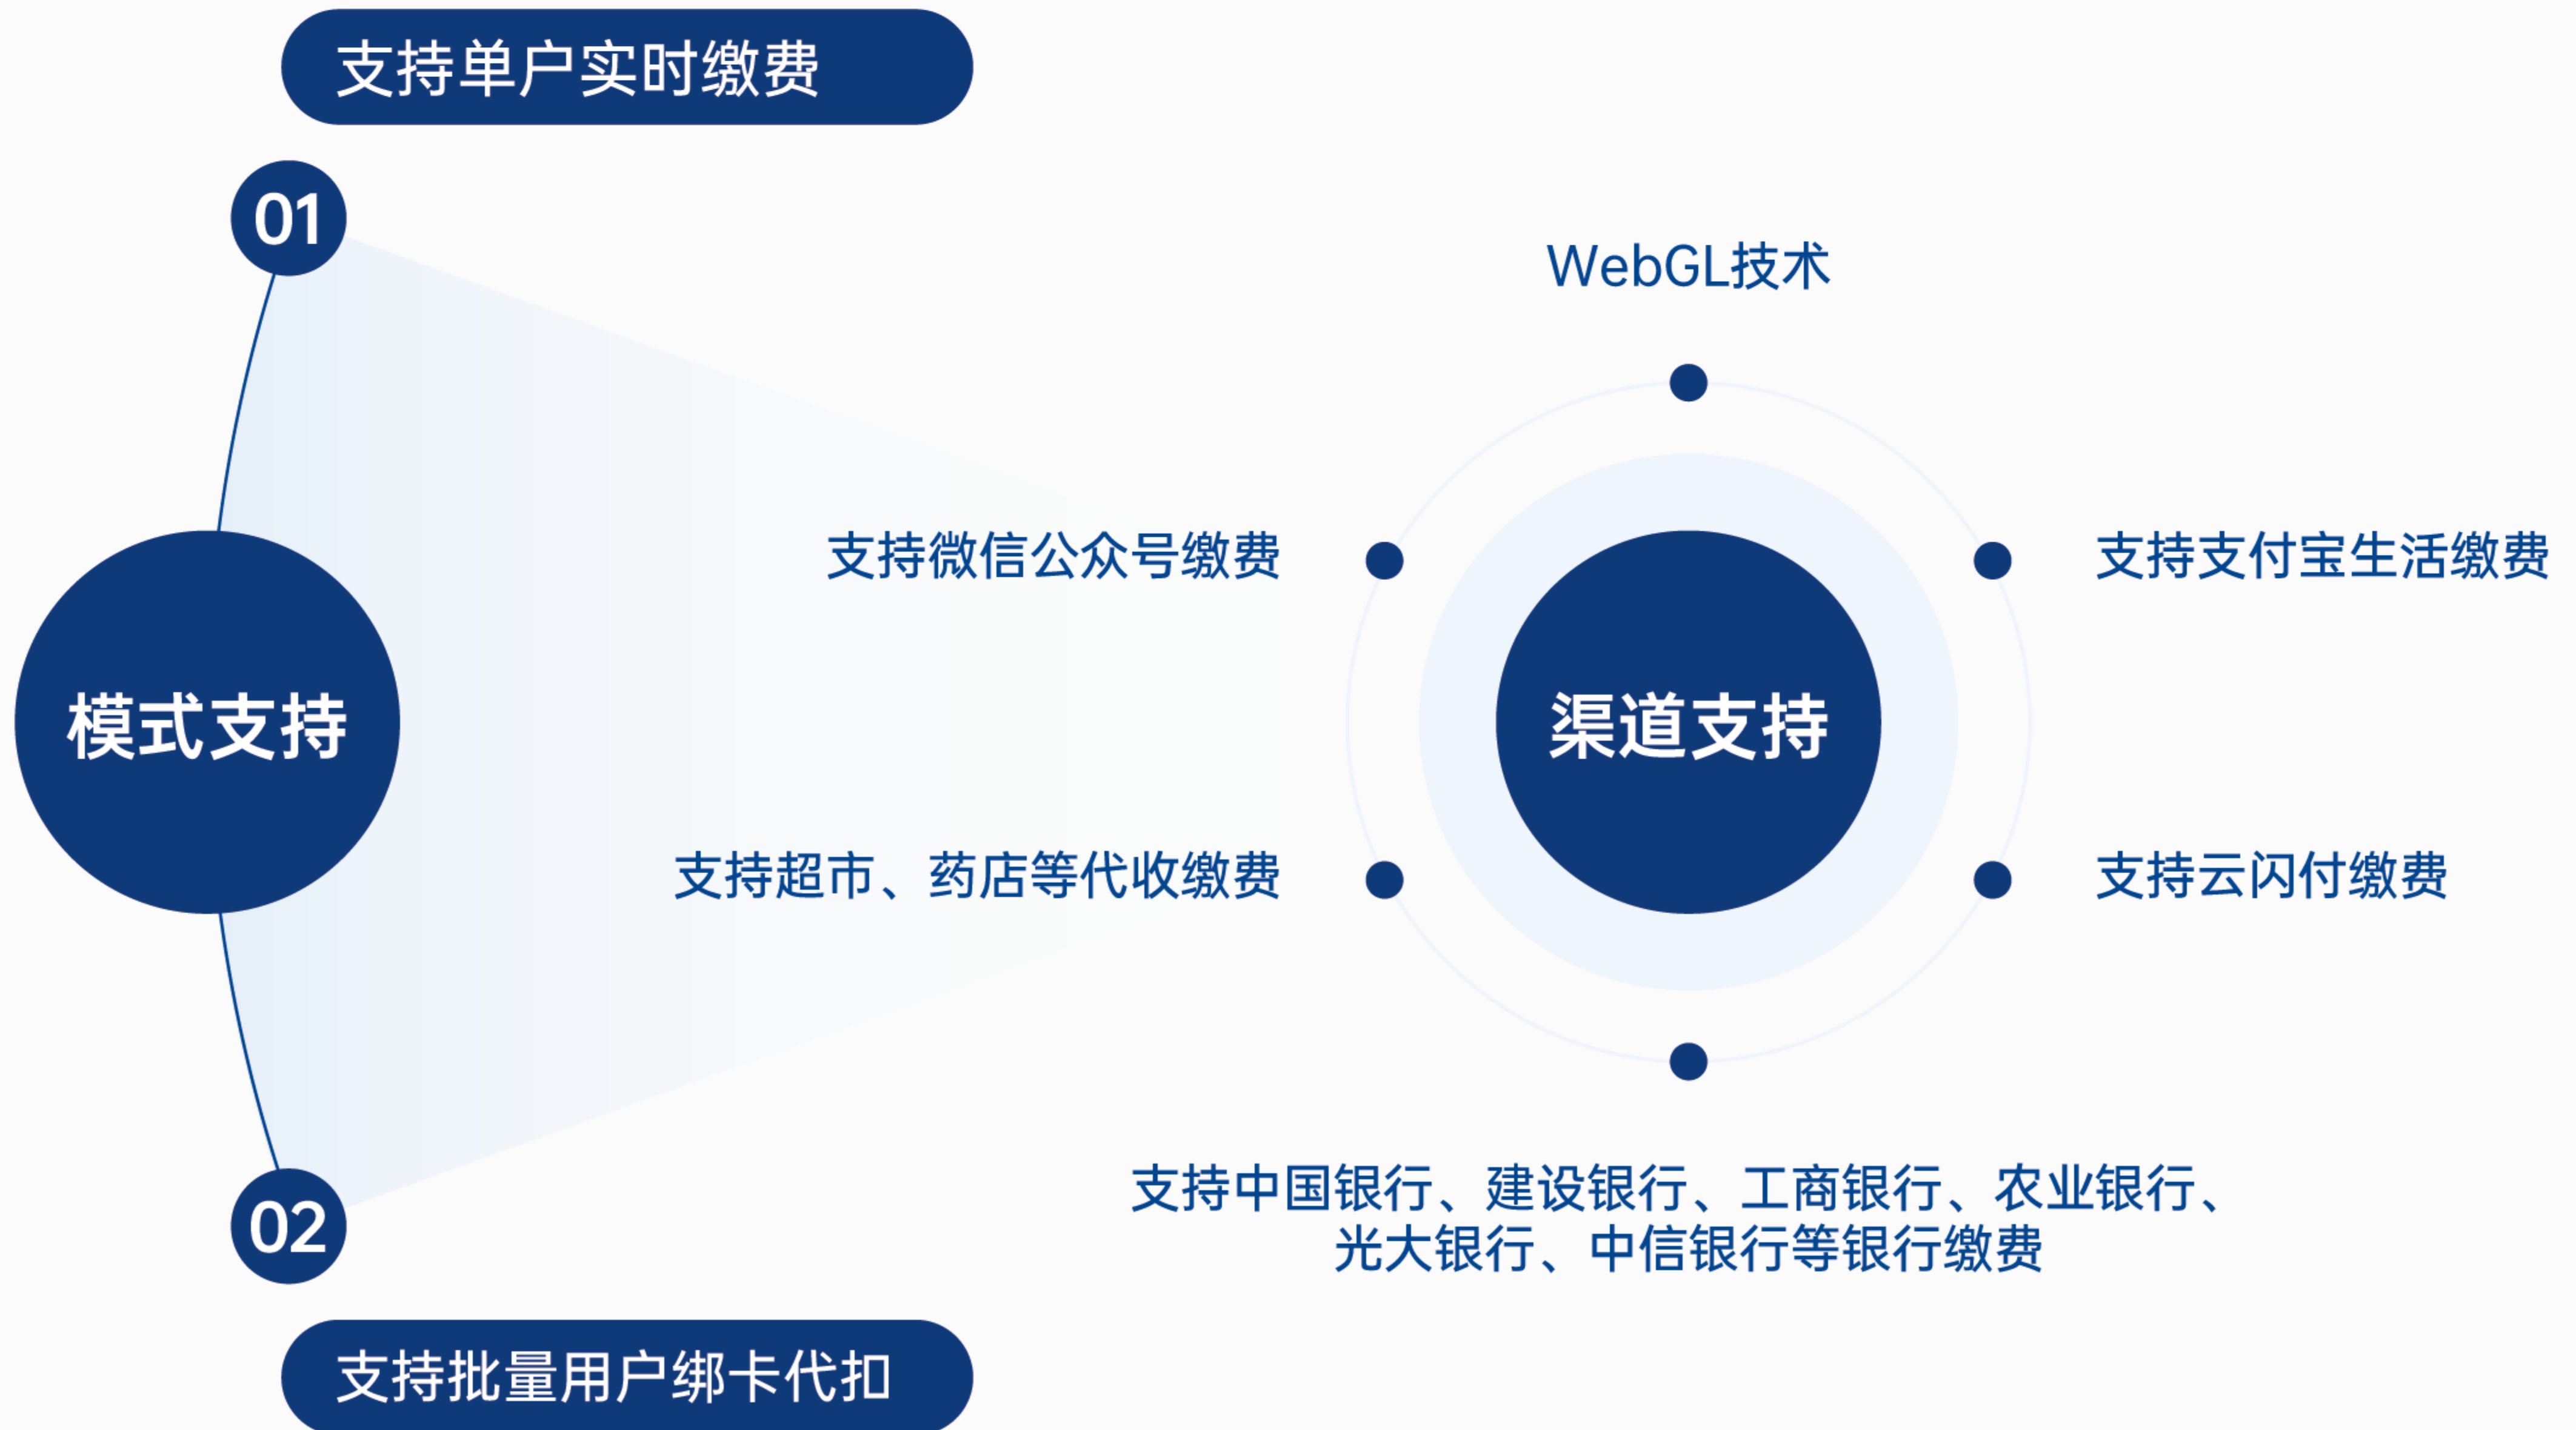 支持单户实时缴费
01
模式支持
02
支持批量用户绑卡代扣
WebGL技术
支持微信公众号缴费
支持支付宝生活缴费
渠道支持
支持超市、药店等代收缴费
支持云闪付缴费
支持中国银行、建设银行、工商银行、农业银行、
光大银行、中信银行等银行缴费